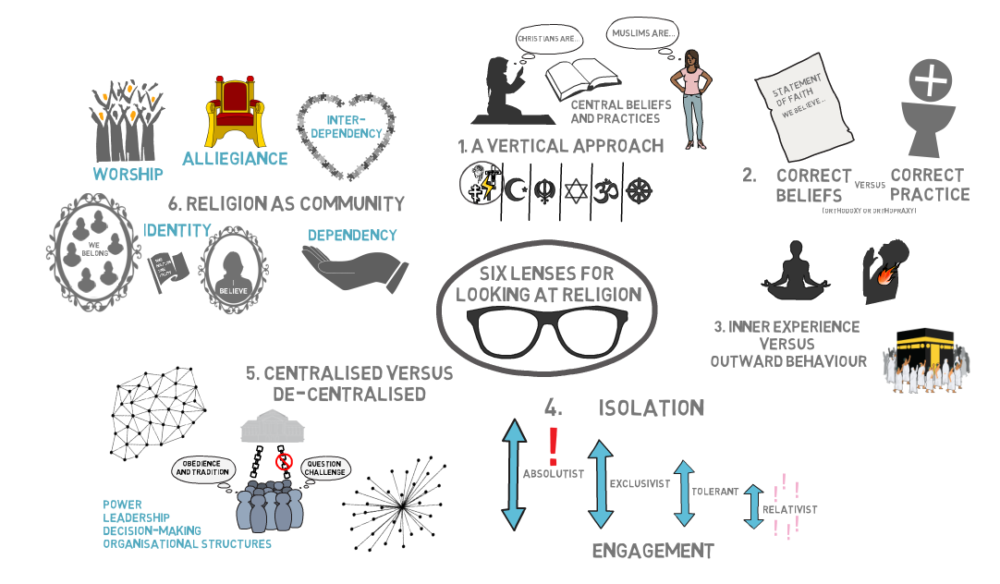 CHRISTIANS ARE...
MUSLIMS ARE...
CENTRAL BELIEFS
AND PRACTICES
1. A VERTICAL APPROACH
STATEMENT
OF FAITH
WE BELIEVE...
2. CORRECT BELIEFS VERSUS CORRECT PRACTICE
(ORTHODOXY OR ORTHOPRAXY)
3. INNER EXPERIENCE
VERSUS
OUTWARD BEHAVIOUR
SIX LENSES FOR
LOOKING AT RELIGION
4. ISOLATION
ABSOLUTIST
EXCLUSIVIST
TOLERANT
RELATIVIST
ENGAGEMENT
5. CENTRALISED VERSUS
DE-CENTRALISED
OBEDIENCE
AND TRADITION
QUESTION
CHALLENGE
POWER
LEADERSHIP
DECISION-MAKING
ORGANISATIONAL STRUCTURES
6. RELIGION AS COMMUNITY
WORSHIP
ALLIEGIANCE
INTER-
DEPENDENCY
IDENTITY
WE
BELONG
I
BELIEVE
DEPENDENCY